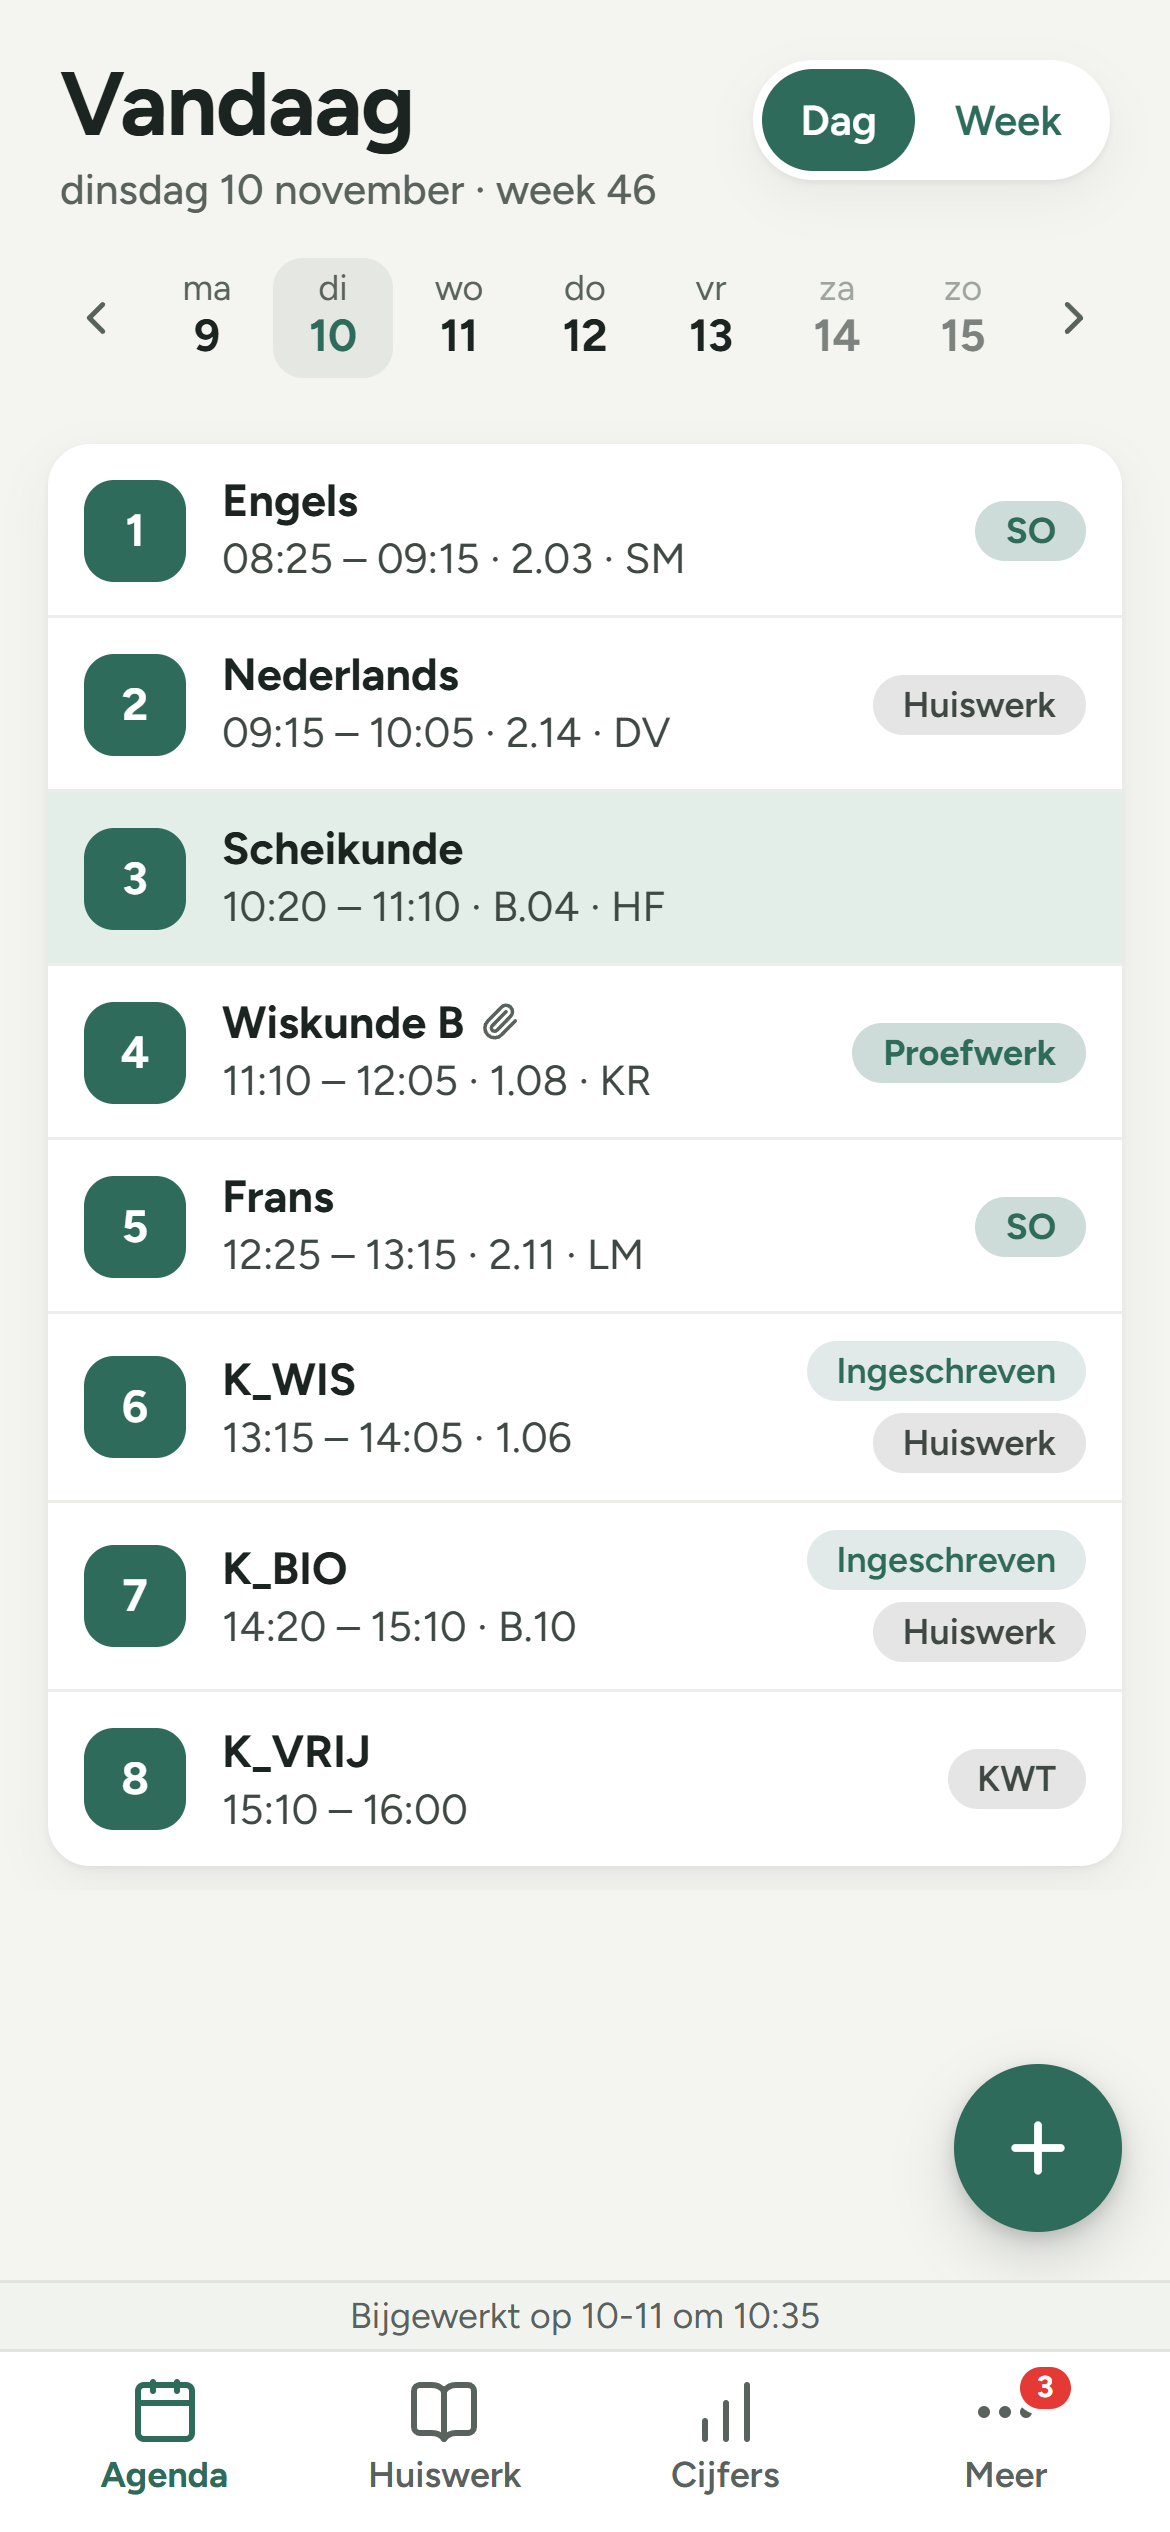 Vandaag
dinsdag 10 november · week 46
Dag Week
ma di wo do vr za zo
9 10 11 12 13 14 15
1
Engels
08:25 – 09:15 · 2.03 · SM
SO
2
Nederlands
09:15 – 10:05 · 2.14 · DV
Huiswerk
3
Scheikunde
10:20 – 11:10 · B.04 · HF
4
Wiskunde B
11:10 – 12:05 · 1.08 · KR
Proefwerk
5
Frans
12:25 – 13:15 · 2.11 · LM
SO
6
K_WIS
13:15 – 14:05 · 1.06
Ingeschreven
Huiswerk
7
K_BIO
14:20 – 15:10 · B.10
Ingeschreven
Huiswerk
8
K_VRIJ
15:10 – 16:00
KWT
Bijgewerkt op 10-11 om 10:35
3
Agenda Huiswerk Cijfers Meer